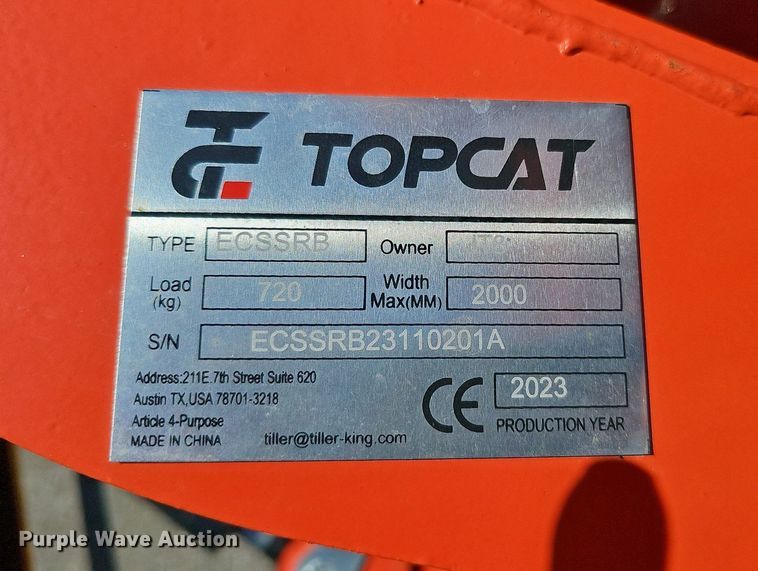 TOPCAT
TYPE ECSSRB Owner
Load (kg) 720 Width Max(MM) 2000
S/N ECSSRB23110201A
Address:211E.7th Street Suite 620
Austin TX,USA 78701-3218
Article 4-Purpose
MADE IN CHINA tiller@tiller-king.com
CE 2023
PRODUCTION YEAR
Purple Wave Auction